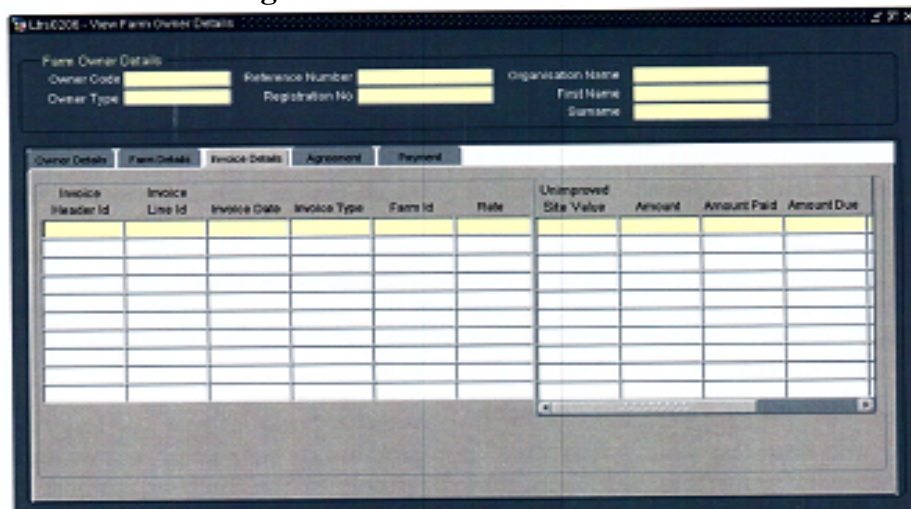 Ltrs0206 - View Farm Owner Details
Farm Owner Details
Owner Code Reference Number Organisation Name
Owner Type Registration No First Name
Surname
Owner Details Farm Details Invoice Details Agreement Payment
Invoice Header Id Invoice Line Id Invoice Date Invoice Type Farm Id Rate Unimproved Site Value Amount Amount Paid Amount Due